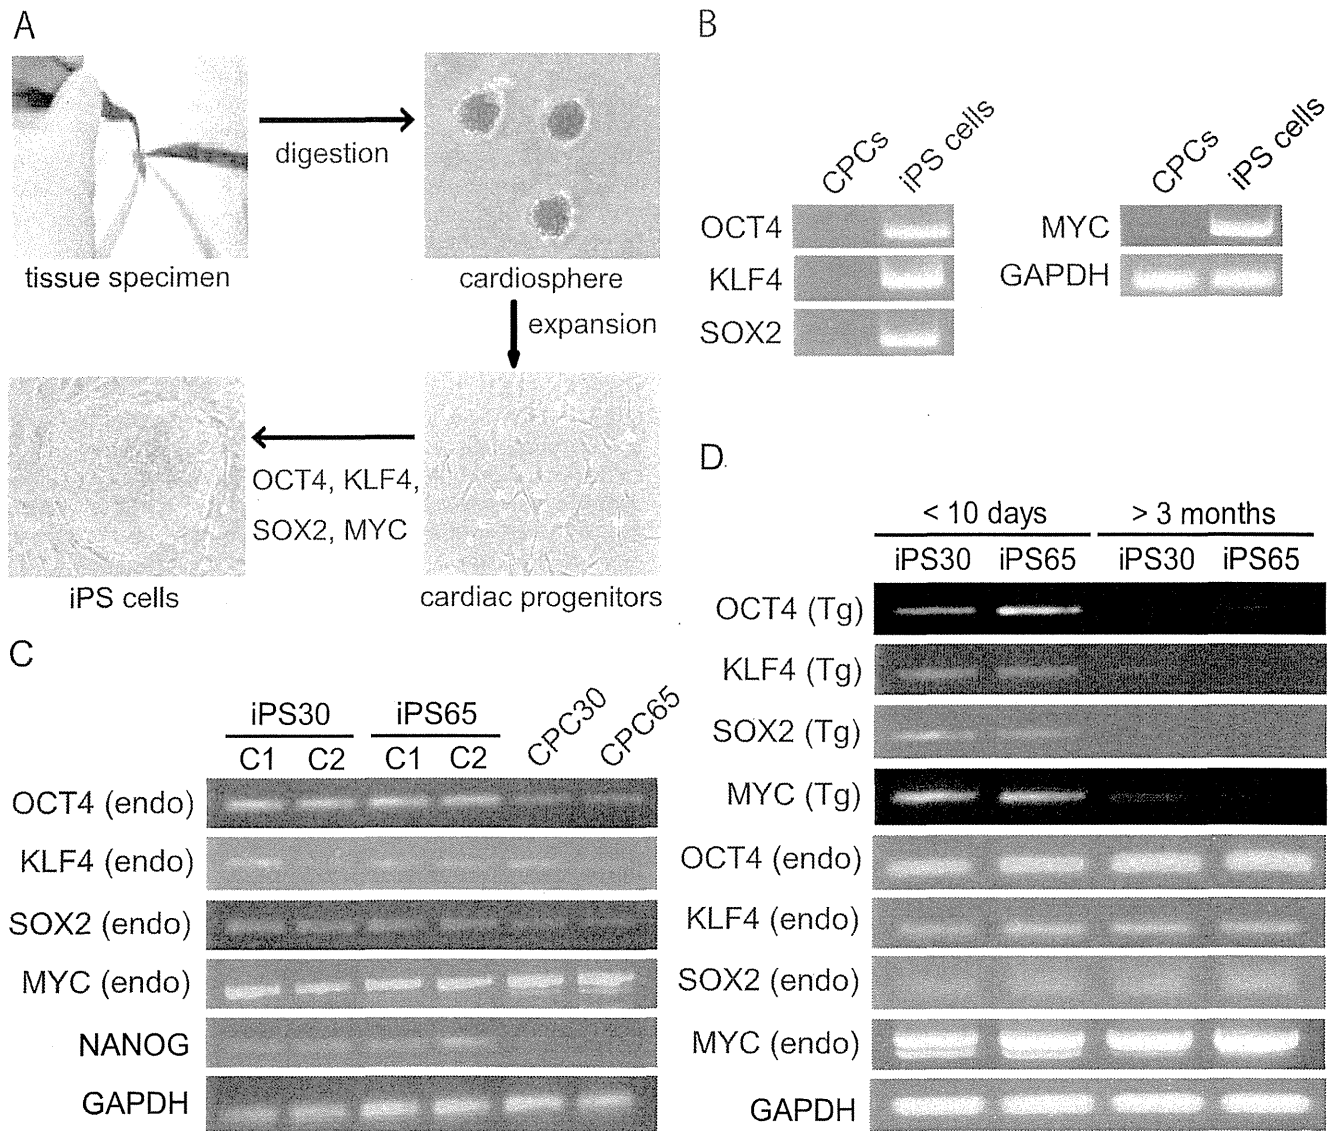 A
digestion
tissue specimen
cardiosphere
expansion
OCT4, KLF4,
SOX2, MYC
iPS cells
cardiac progenitors
B
CPCs
iPS cells
OCT4
KLF4
SOX2
CPCs
iPS cells
MYC
GAPDH
C
iPS30
iPS65
CPC30
CPC65
C1
C2
C1
C2
OCT4 (endo)
KLF4 (endo)
SOX2 (endo)
MYC (endo)
NANOG
GAPDH
D
< 10 days
> 3 months
iPS30
iPS65
iPS30
iPS65
OCT4 (Tg)
KLF4 (Tg)
SOX2 (Tg)
MYC (Tg)
OCT4 (endo)
KLF4 (endo)
SOX2 (endo)
MYC (endo)
GAPDH